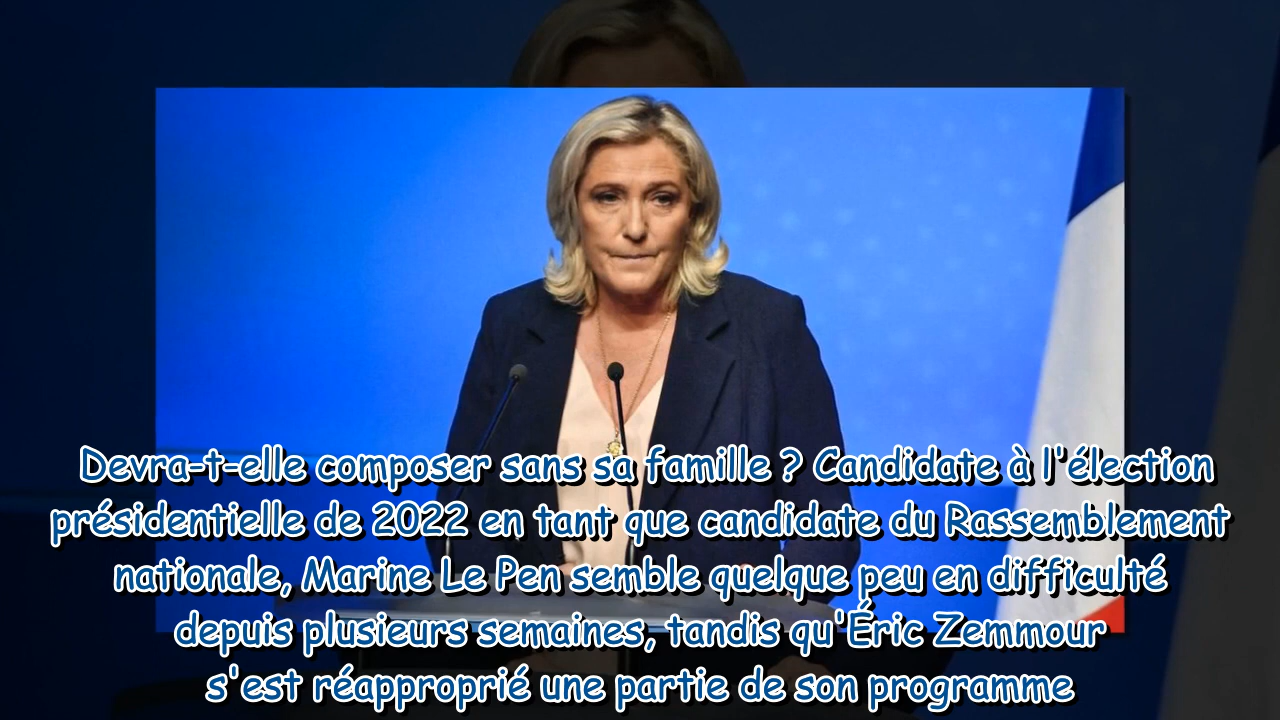 Devra-t-elle composer sans sa famille ? Candidate à l'élection
présidentielle de 2022 en tant que candidate du Rassemblement
nationale, Marine Le Pen semble quelque peu en difficulté
depuis plusieurs semaines, tandis qu'Éric Zemmour
s'est réapproprié une partie de son programme